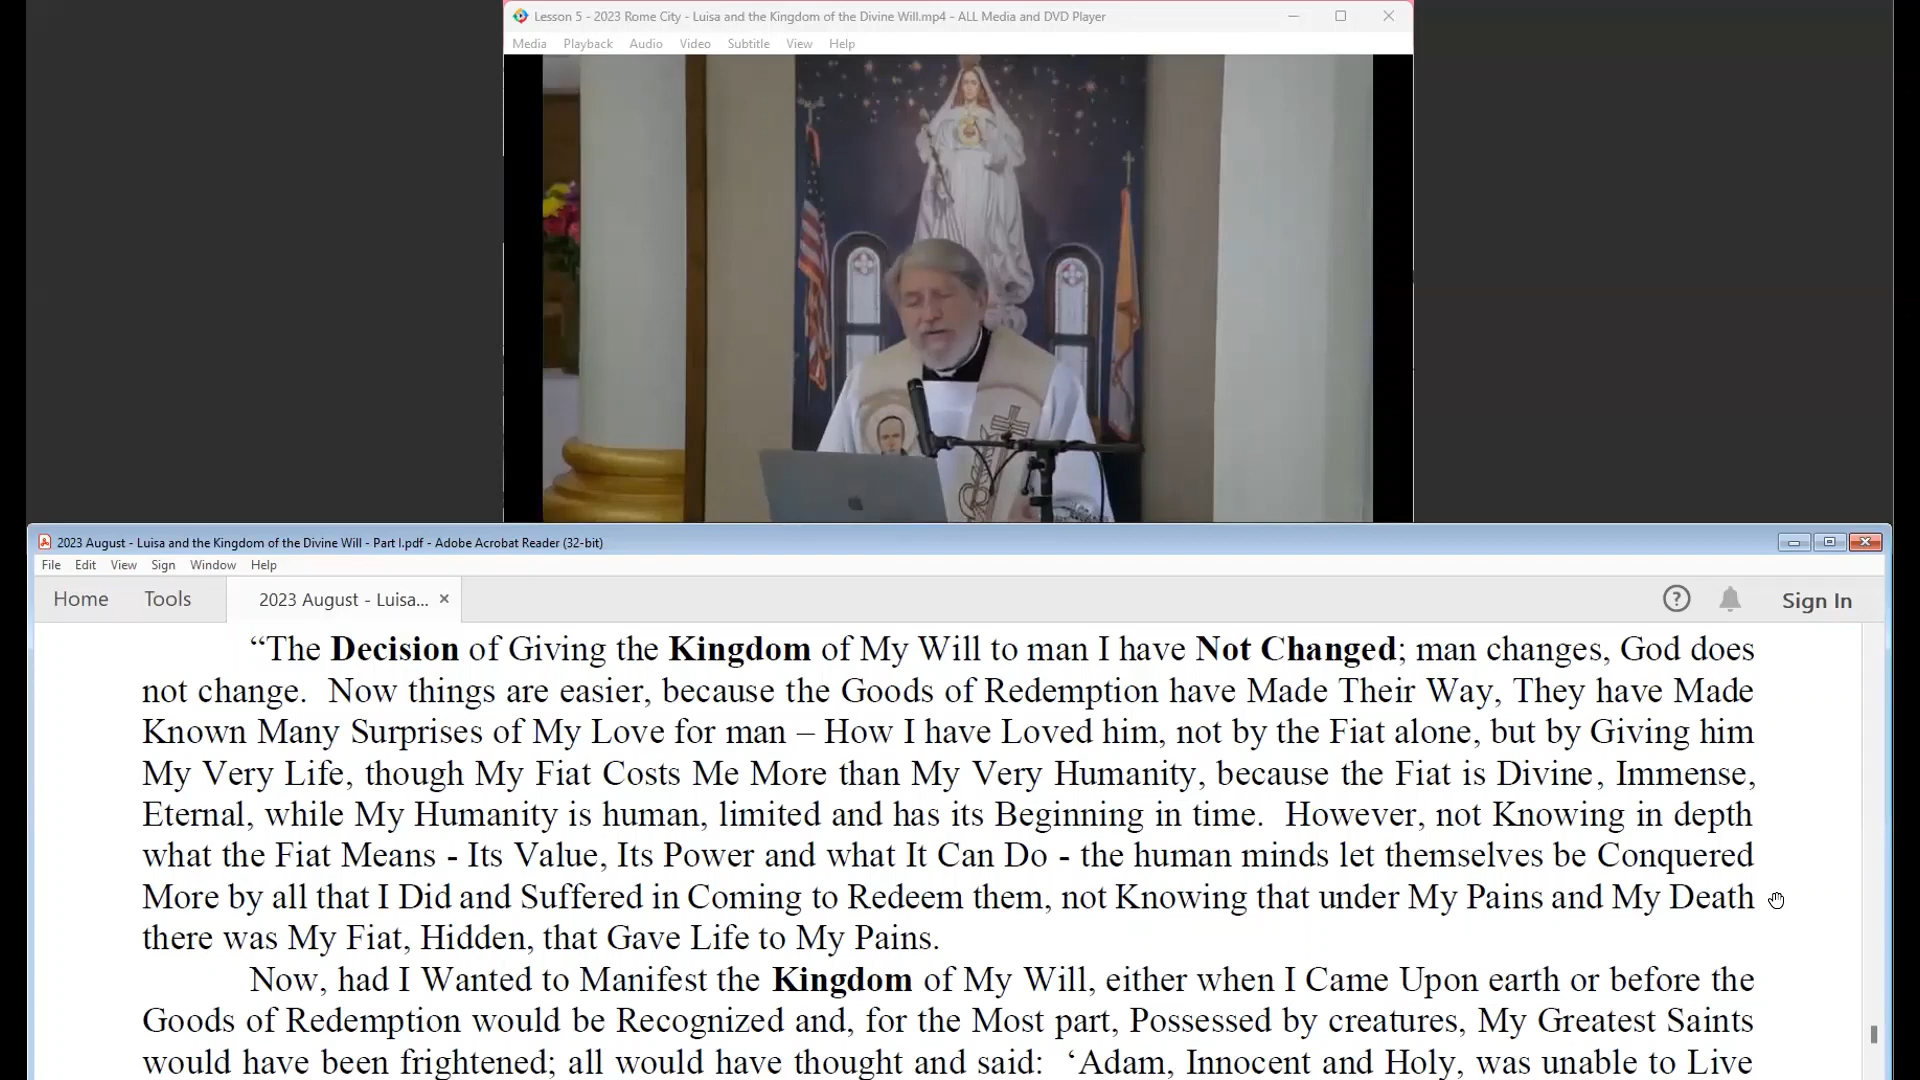 Lesson 5 - 2023 Rome City - Luisa and the Kingdom of the Divine Will.mp4 - ALL Media and DVD Player
Media Playback Audio Video Subtitle View Help
2023 August - Luisa and the Kingdom of the Divine Will - Part I.pdf - Adobe Acrobat Reader (32-bit)
File Edit View Sign Window Help
Home Tools 2023 August - Luisa... × Sign In
“The Decision of Giving the Kingdom of My Will to man I have Not Changed; man changes, God does
not change. Now things are easier, because the Goods of Redemption have Made Their Way, They have Made
Known Many Surprises of My Love for man – How I have Loved him, not by the Fiat alone, but by Giving him
My Very Life, though My Fiat Costs Me More than My Very Humanity, because the Fiat is Divine, Immense,
Eternal, while My Humanity is human, limited and has its Beginning in time. However, not Knowing in depth
what the Fiat Means - Its Value, Its Power and what It Can Do - the human minds let themselves be Conquered
More by all that I Did and Suffered in Coming to Redeem them, not Knowing that under My Pains and My Death
there was My Fiat, Hidden, that Gave Life to My Pains.
Now, had I Wanted to Manifest the Kingdom of My Will, either when I Came Upon earth or before the
Goods of Redemption would be Recognized and, for the Most part, Possessed by creatures, My Greatest Saints
would have been frightened; all would have thought and said: ‘Adam, Innocent and Holy, was unable to Live